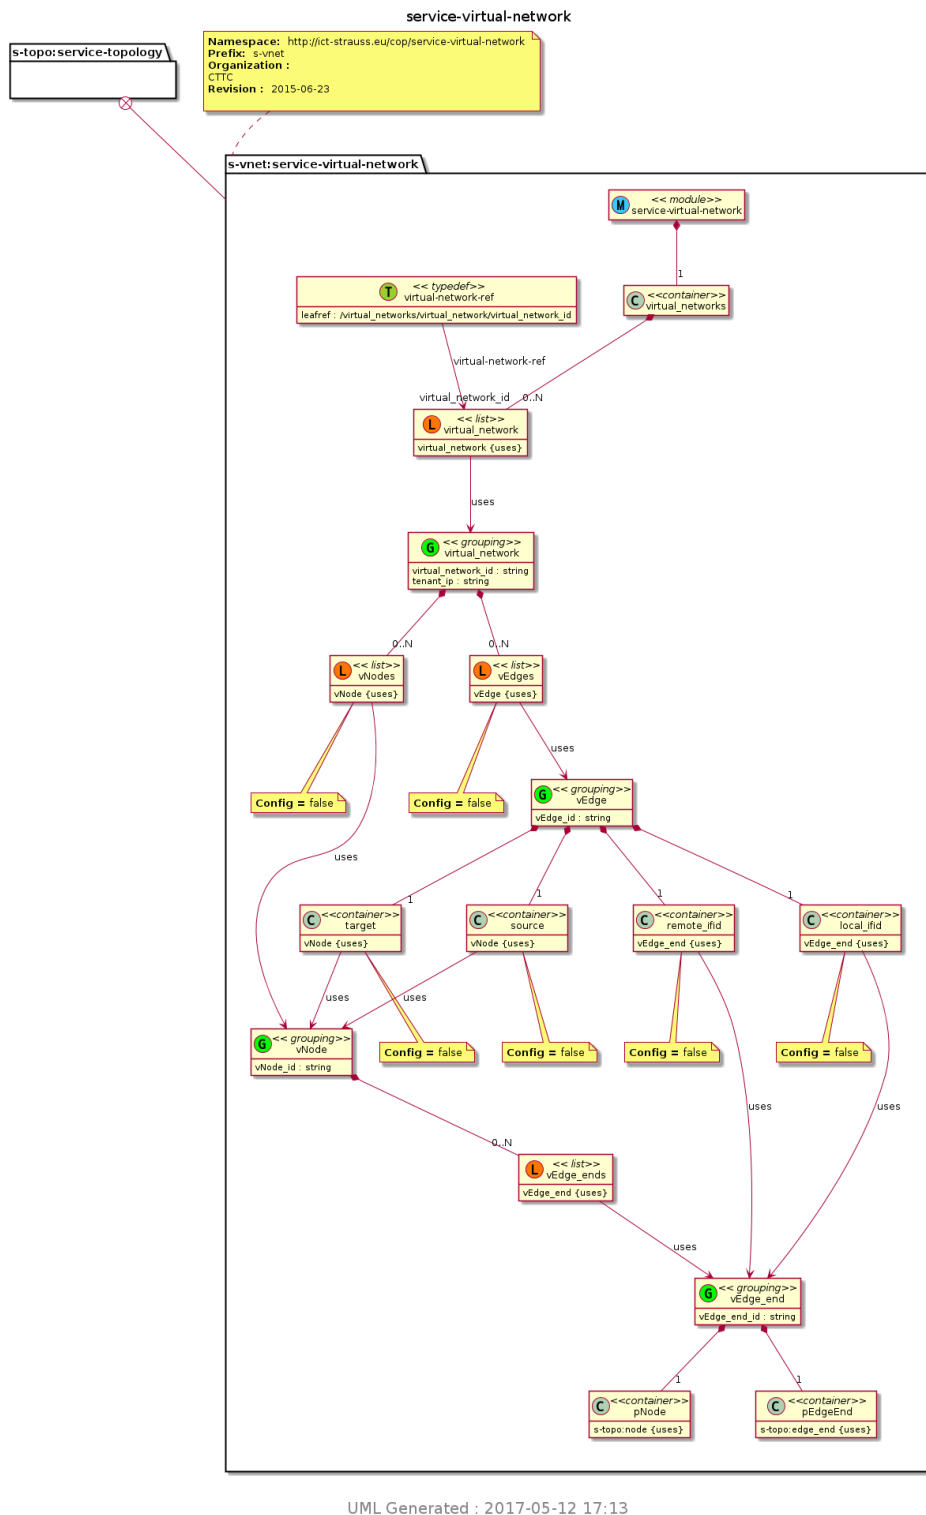 service-virtual-network
s-topo:service-topology
Namespace: http://ict-strauss.eu/cop/service-virtual-network
Prefix: s-vnet
Organization :
CTTC
Revision : 2015-06-23
s-vnet:service-virtual-network
M
<< module>>
service-virtual-network
1
T
<< typedef>>
virtual-network-ref
leafref : /virtual_networks/virtual_network/virtual_network_id
C
<<container>>
virtual_networks
virtual-network-ref
virtual_network_id
0..N
L
<< list>>
virtual_network
virtual_network {uses}
uses
G
<< grouping>>
virtual_network
virtual_network_id : string
tenant_ip : string
0..N
0..N
L
<< list>>
vNodes
vNode {uses}
L
<< list>>
vEdges
vEdge {uses}
uses
Config = false
Config = false
G
<< grouping>>
vEdge
vEdge_id : string
uses
1
1
1
1
C
<<container>>
target
vNode {uses}
C
<<container>>
source
vNode {uses}
C
<<container>>
remote_ifid
vEdge_end {uses}
C
<<container>>
local_ifid
vEdge_end {uses}
uses
uses
G
<< grouping>>
vNode
vNode_id : string
Config = false
Config = false
Config = false
Config = false
uses
uses
0..N
L
<< list>>
vEdge_ends
vEdge_end {uses}
uses
G
<< grouping>>
vEdge_end
vEdge_end_id : string
1
1
C
<<container>>
pNode
s-topo:node {uses}
C
<<container>>
pEdgeEnd
s-topo:edge_end {uses}
UML Generated : 2017-05-12 17:13